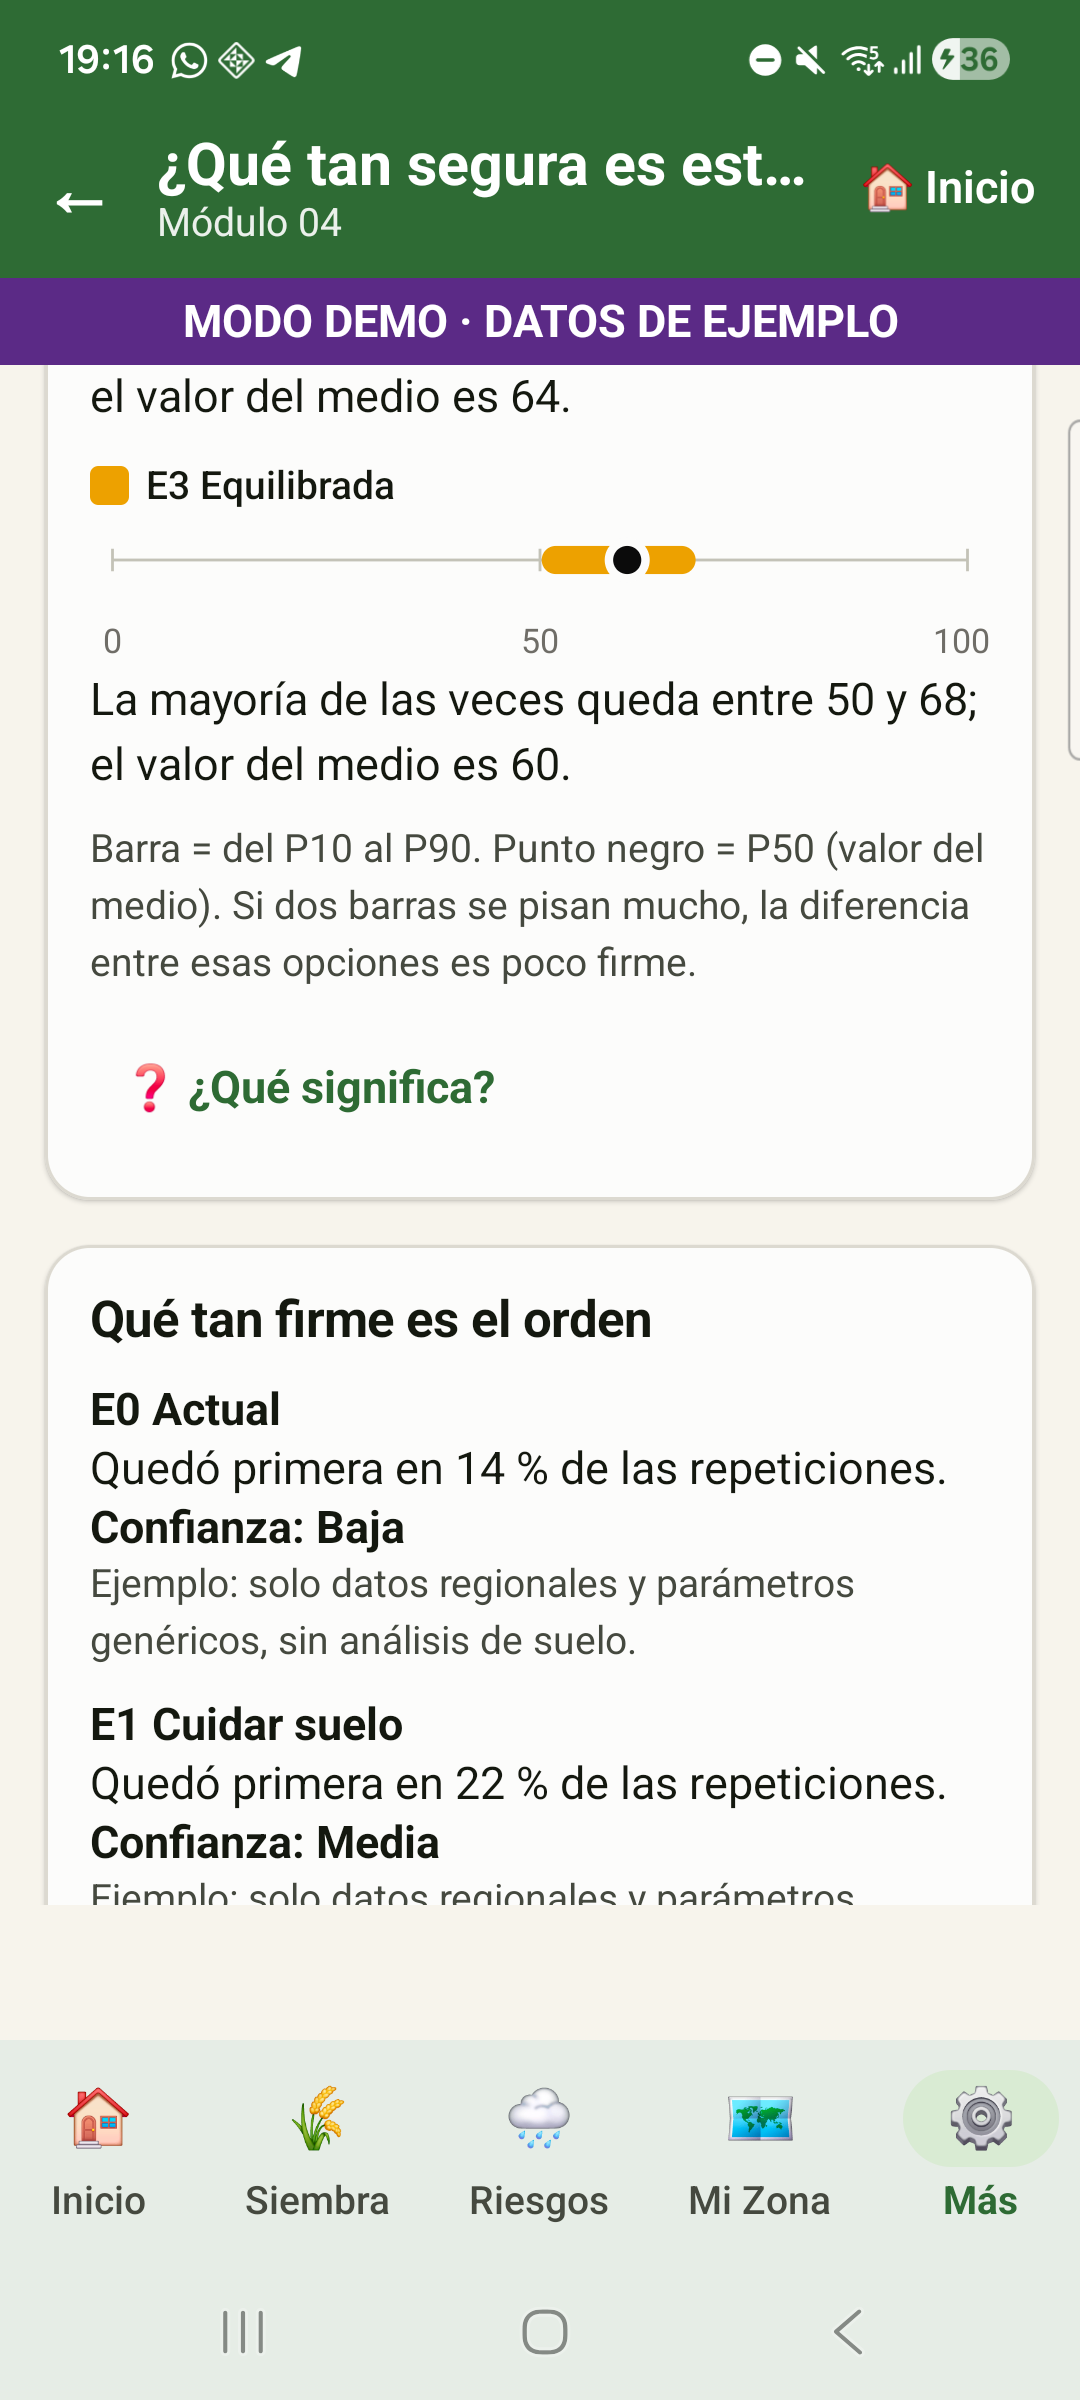 19:16
36
¿Qué tan segura es est...
Módulo 04
Inicio
MODO DEMO · DATOS DE EJEMPLO
el valor del medio es 64.
E3 Equilibrada
0 50 100
La mayoría de las veces queda entre 50 y 68;
el valor del medio es 60.
Barra = del P10 al P90. Punto negro = P50 (valor del
medio). Si dos barras se pisan mucho, la diferencia
entre esas opciones es poco firme.
❓ ¿Qué significa?
Qué tan firme es el orden
E0 Actual
Quedó primera en 14 % de las repeticiones.
Confianza: Baja
Ejemplo: solo datos regionales y parámetros
genéricos, sin análisis de suelo.
E1 Cuidar suelo
Quedó primera en 22 % de las repeticiones.
Confianza: Media
Ejemplo: solo datos regionales y parámetros
Inicio Siembra Riesgos Mi Zona Más